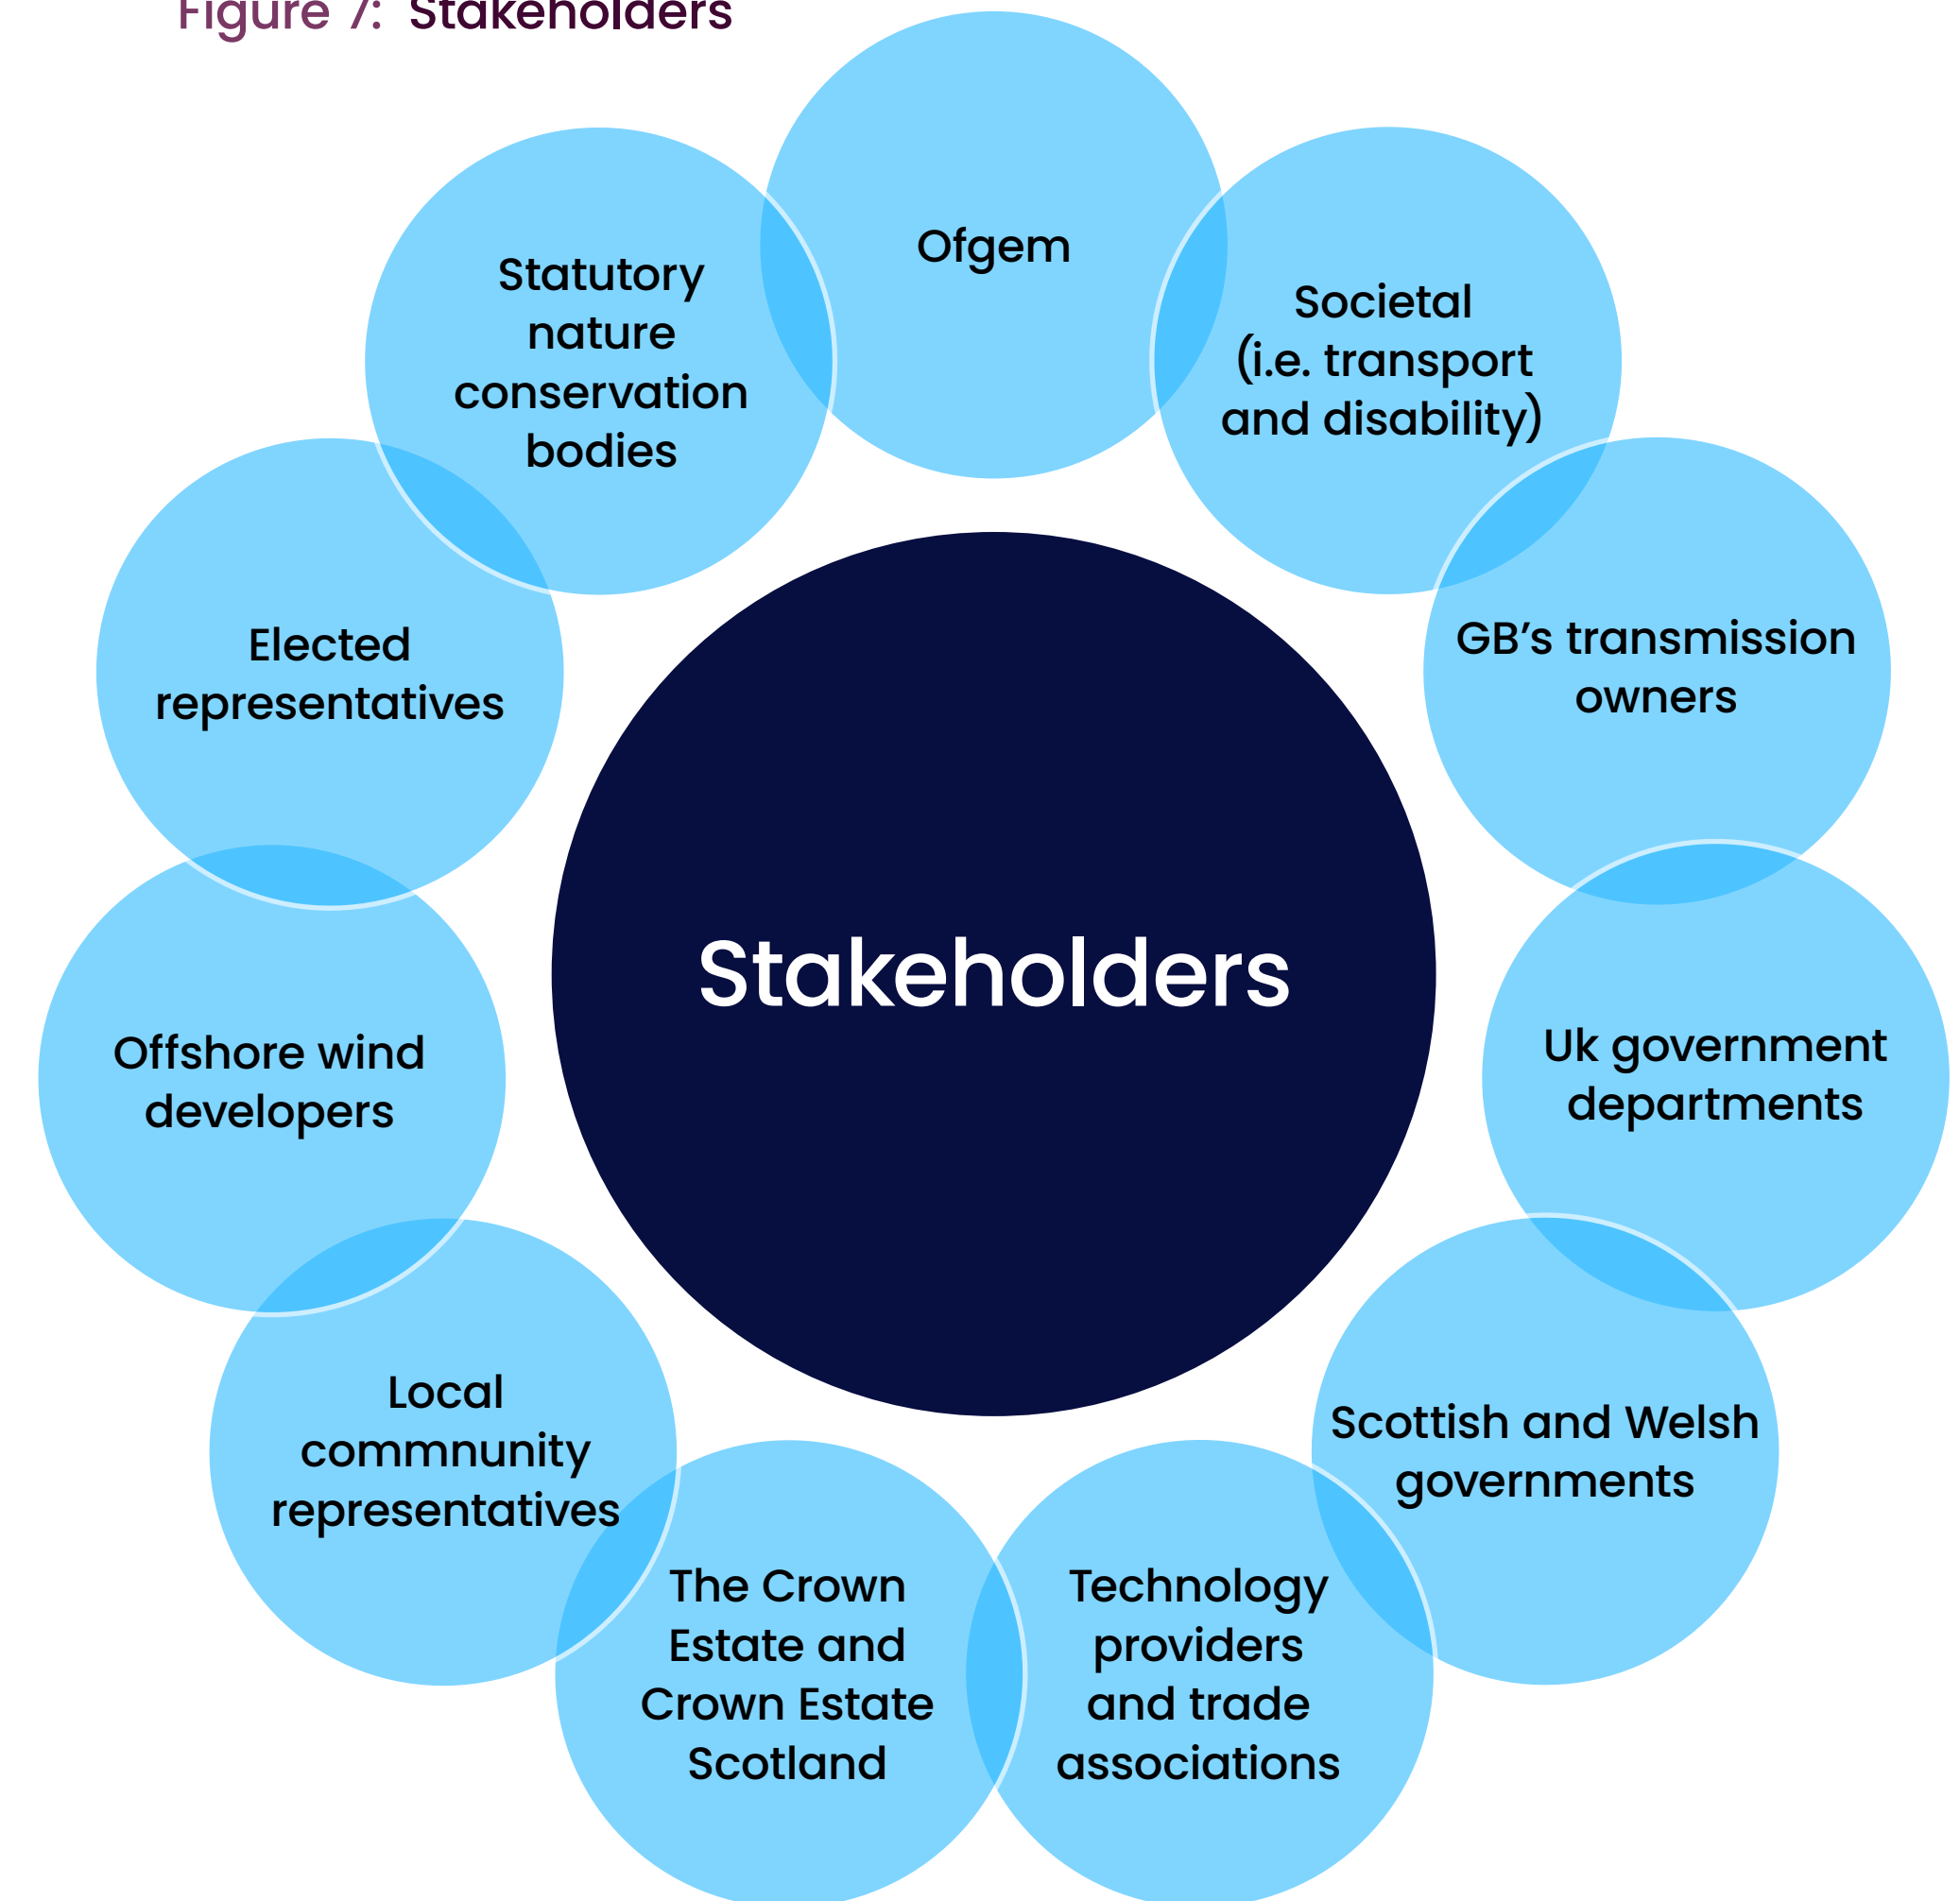 Figure 7: Stakeholders
Ofgem
Societal
(i.e. transport
and disability)
GB’s transmission
owners
Uk government
departments
Scottish and Welsh
governments
Technology
providers
and trade
associations
The Crown
Estate and
Crown Estate
Scotland
Local
commnunity
representatives
Offshore wind
developers
Elected
representatives
Statutory
nature
conservation
bodies
Stakeholders